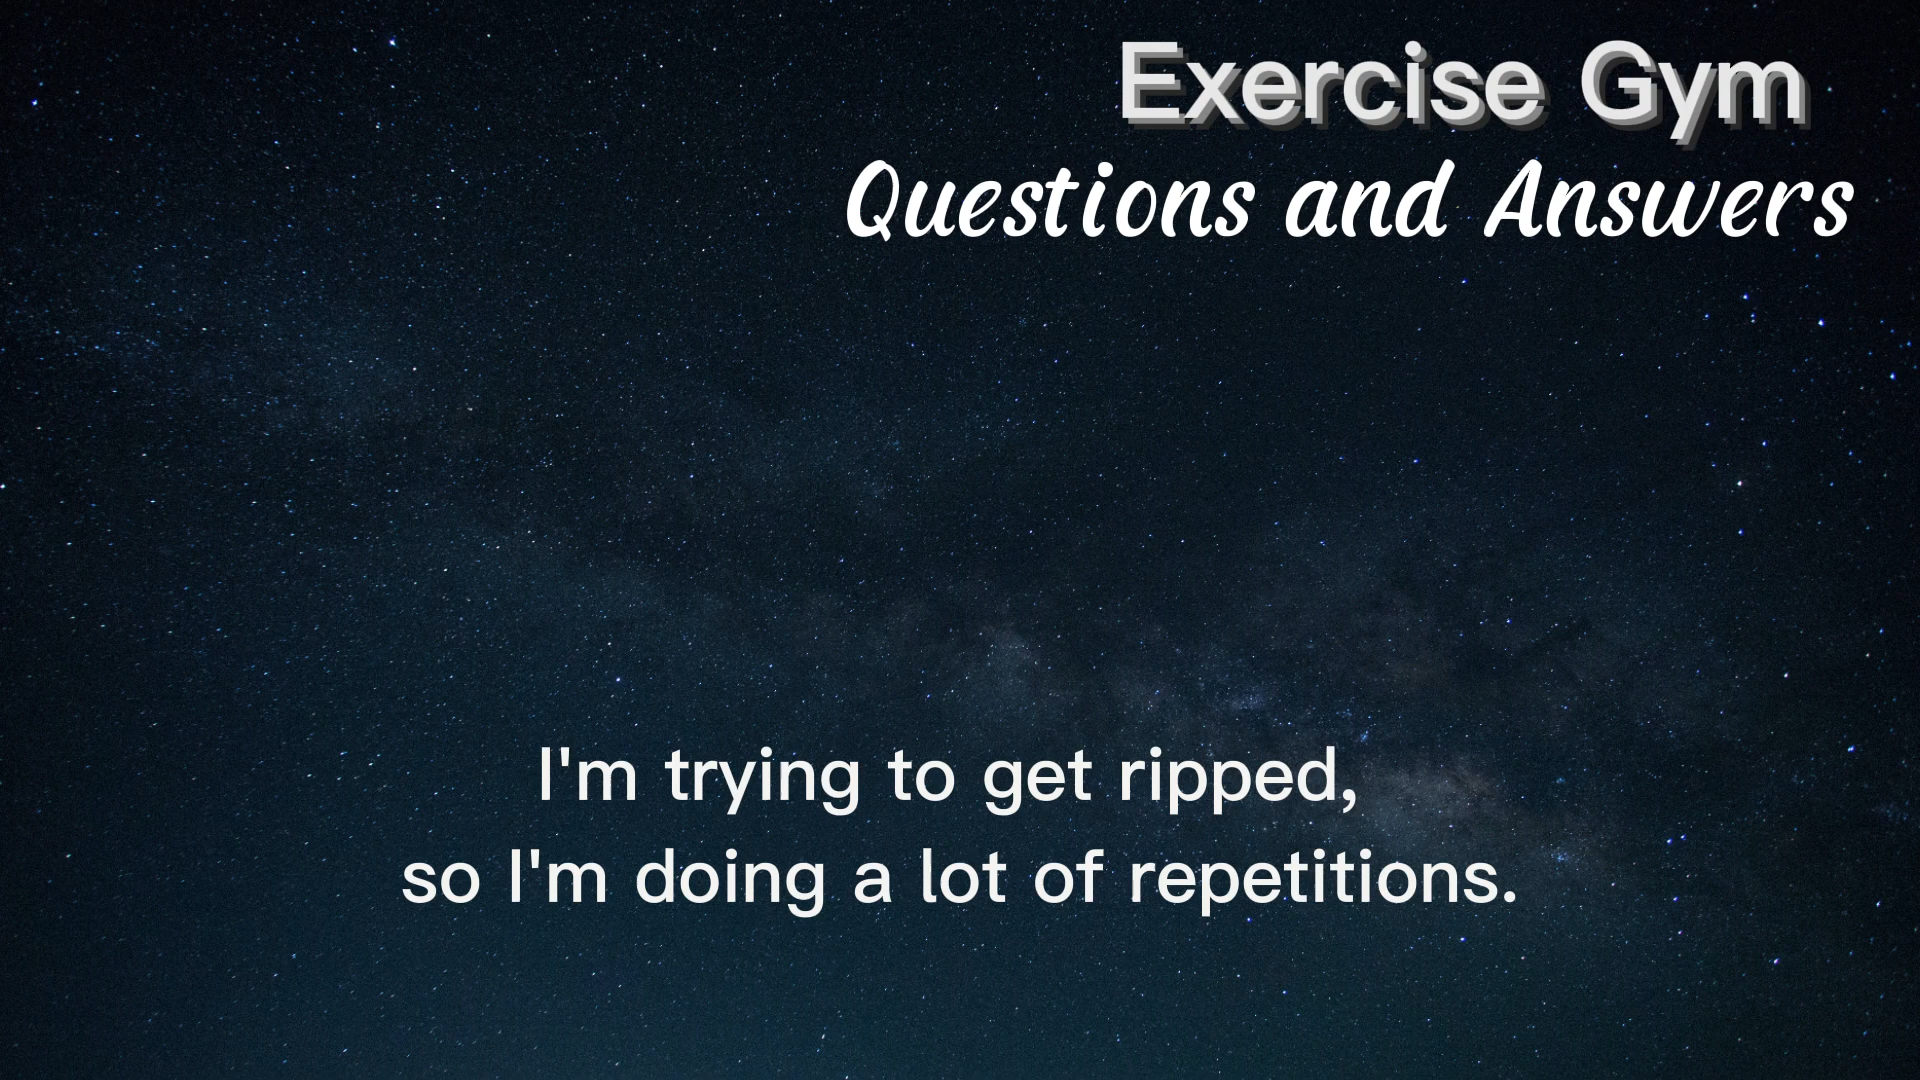 Exercise Gym
Questions and Answers
I'm trying to get ripped,
so I'm doing a lot of repetitions.